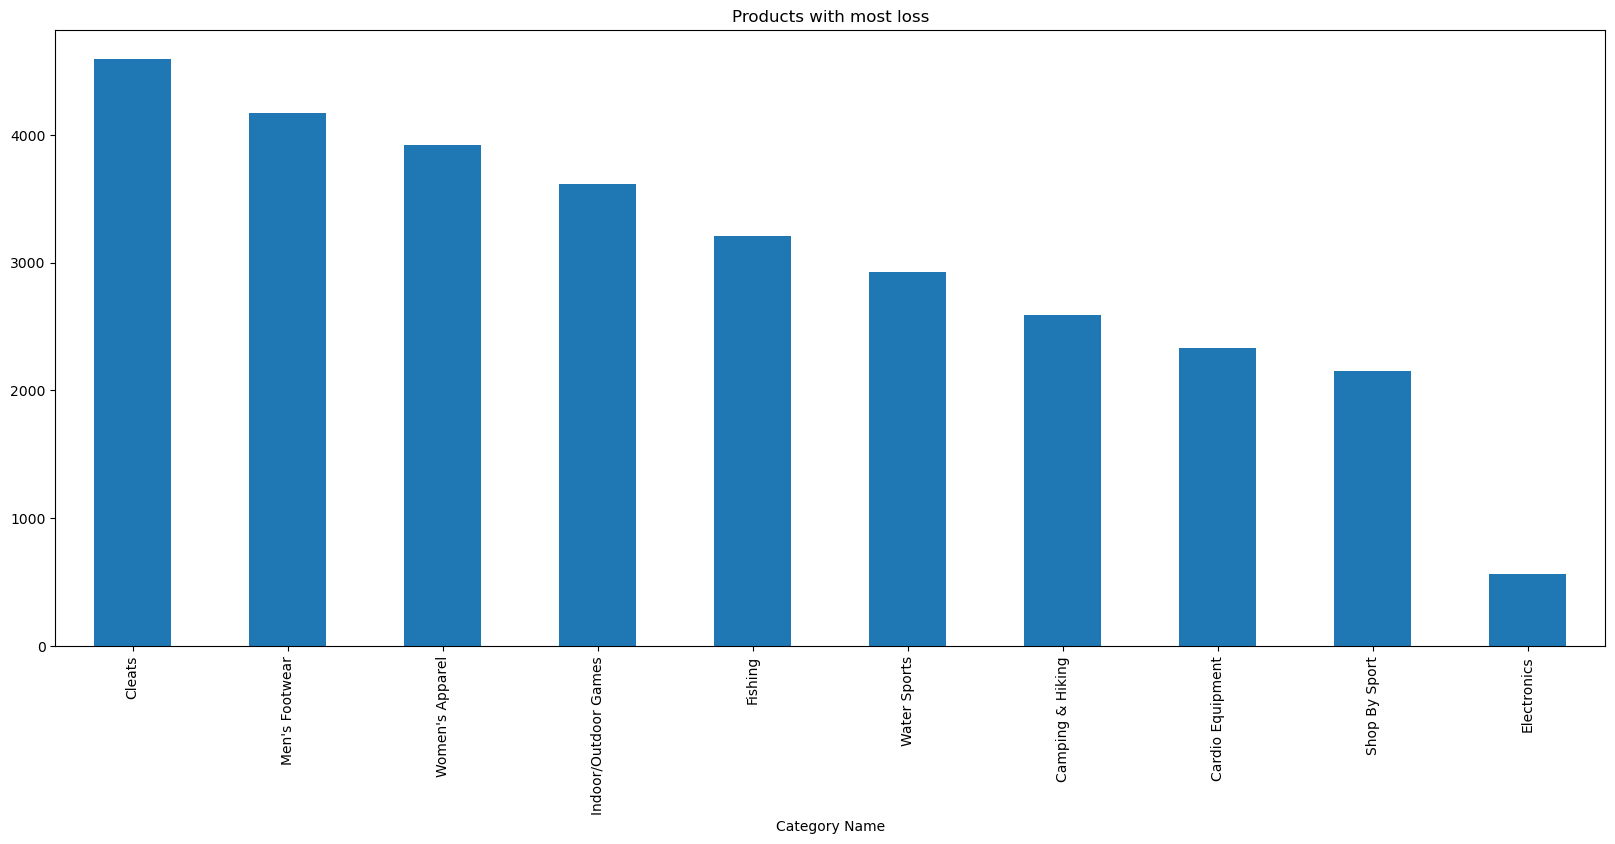 Products with most loss
4000
3000
2000
1000
0
Cleats
Men's Footwear
Women's Apparel
Indoor/Outdoor Games
Fishing
Water Sports
Camping & Hiking
Cardio Equipment
Shop By Sport
Electronics
Category Name